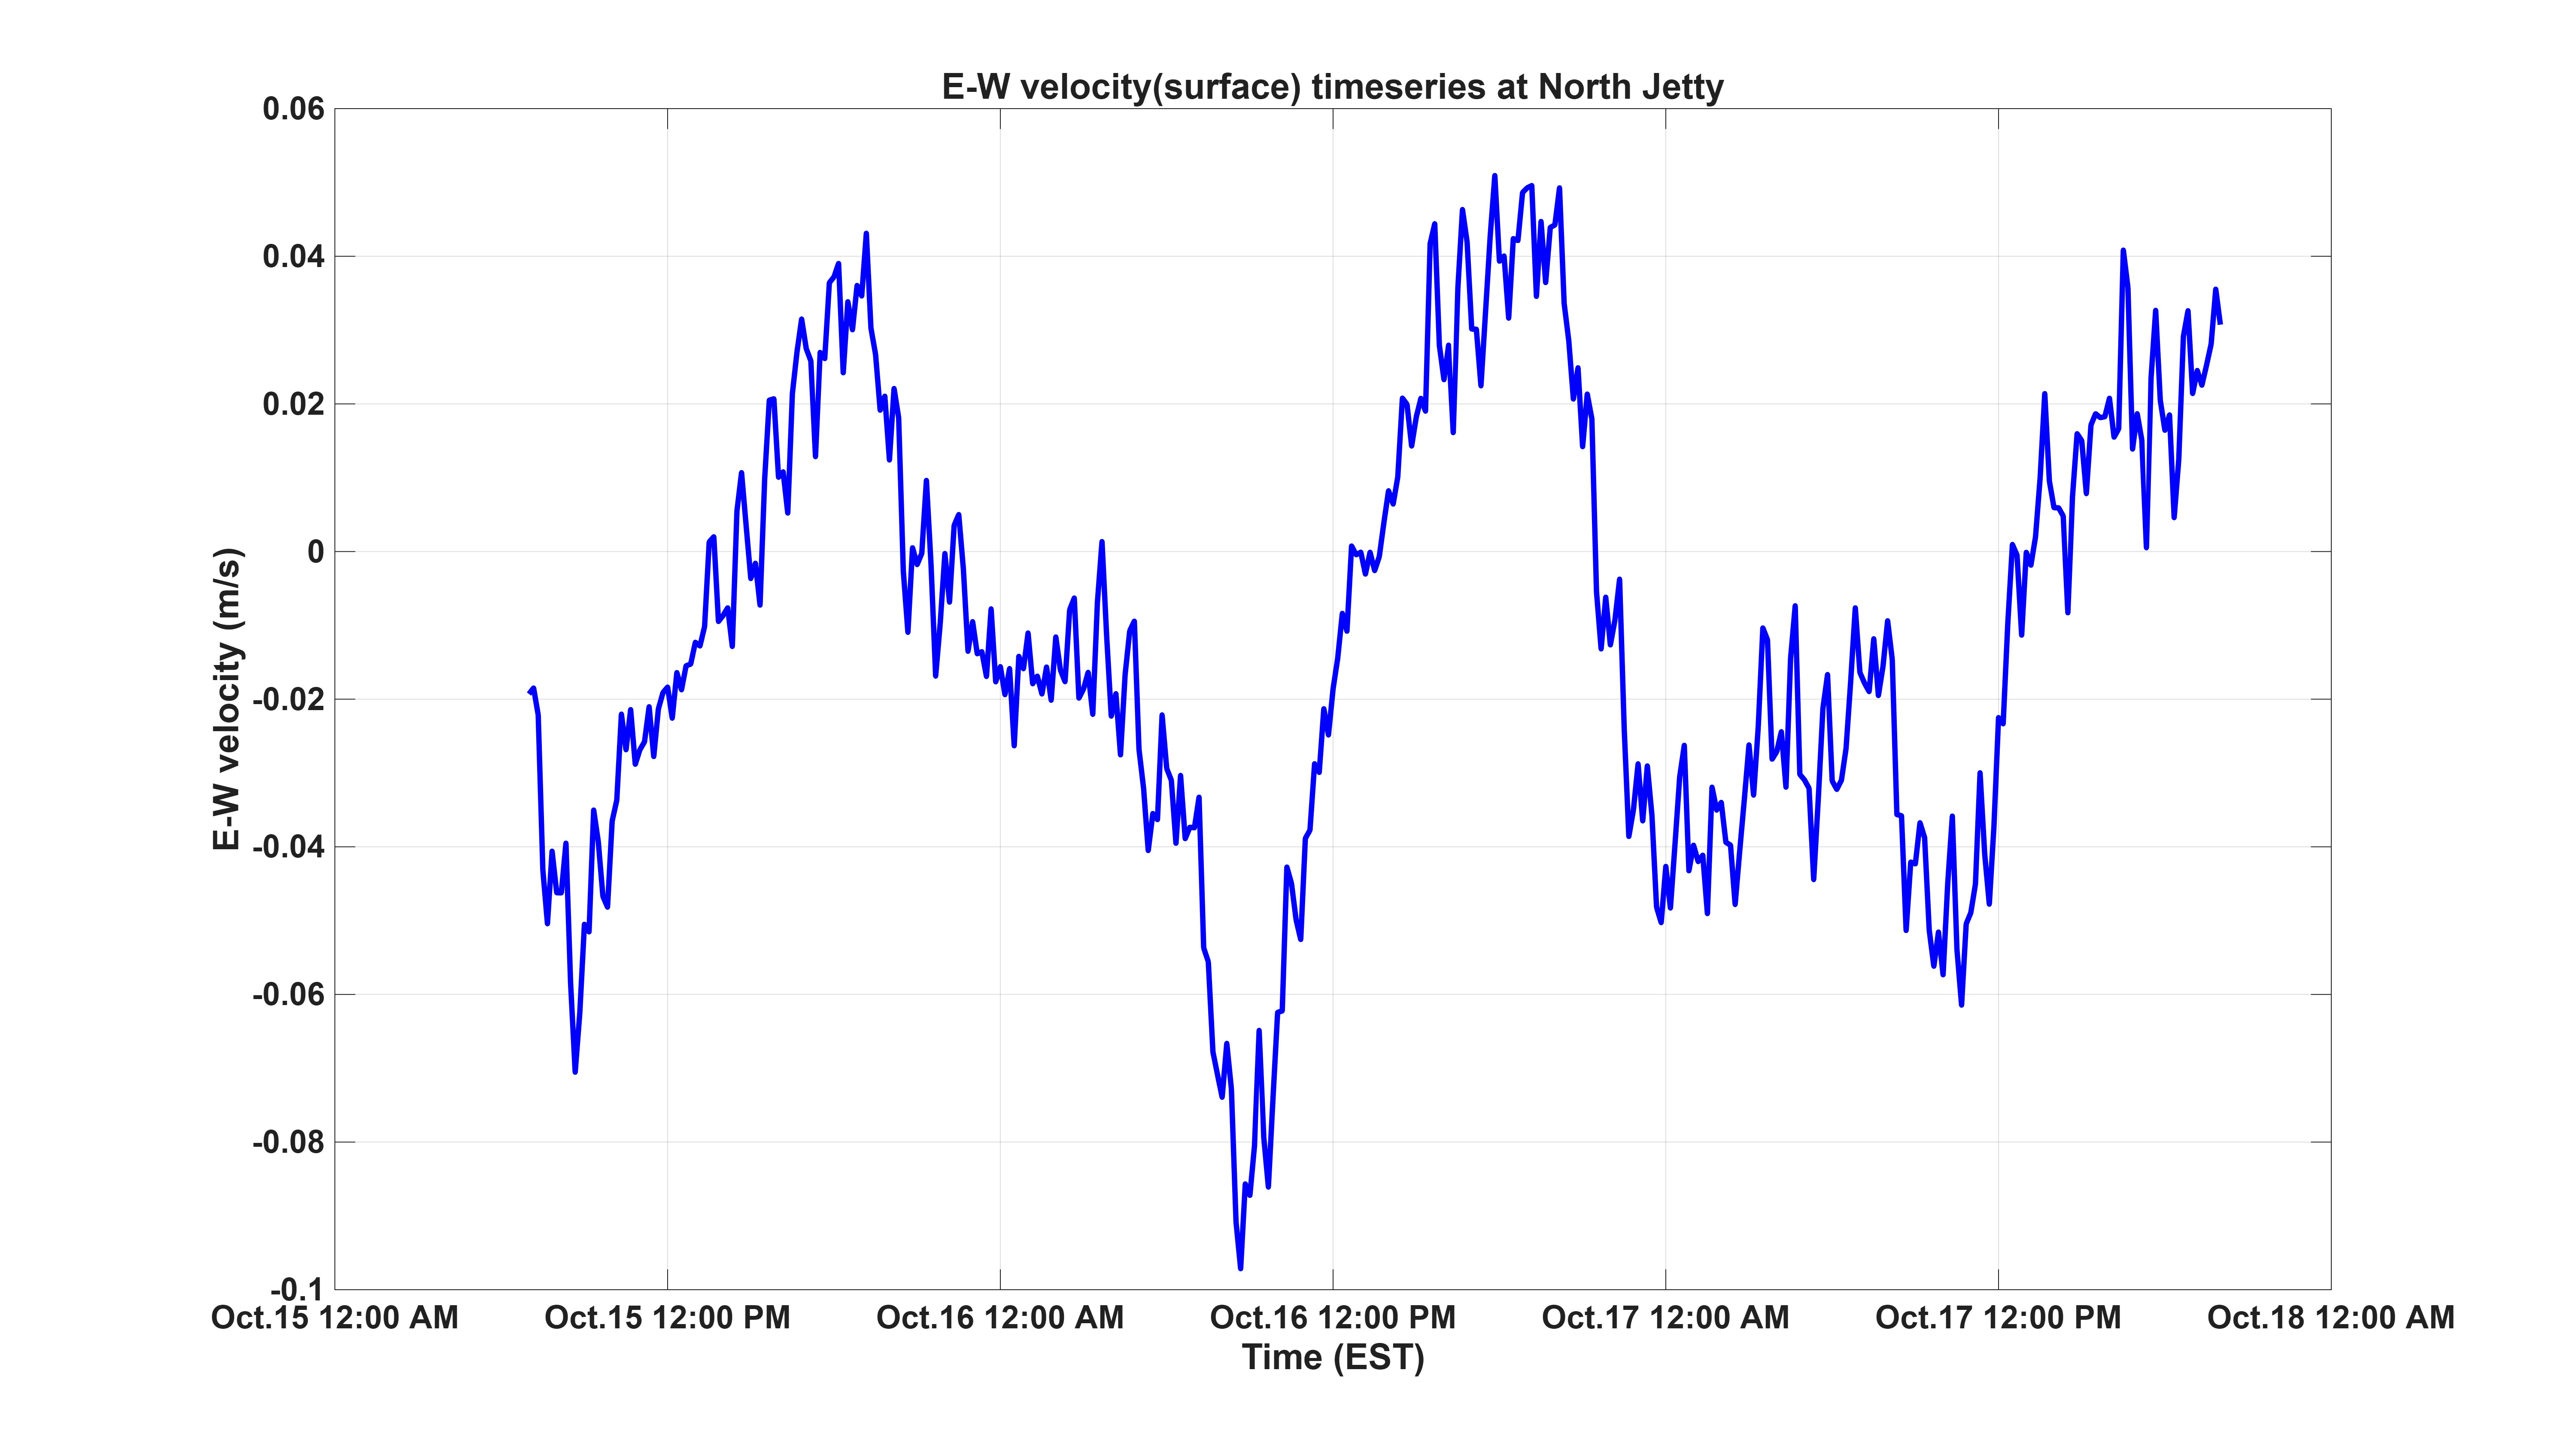 E-W velocity(surface) timeseries at North Jetty
0.06
0.04
0.02
0
-0.02
-0.04
-0.06
-0.08
-0.1
E-W velocity (m/s)
Oct.15 12:00 AM Oct.15 12:00 PM Oct.16 12:00 AM Oct.16 12:00 PM Oct.17 12:00 AM Oct.17 12:00 PM Oct.18 12:00 AM
Time (EST)